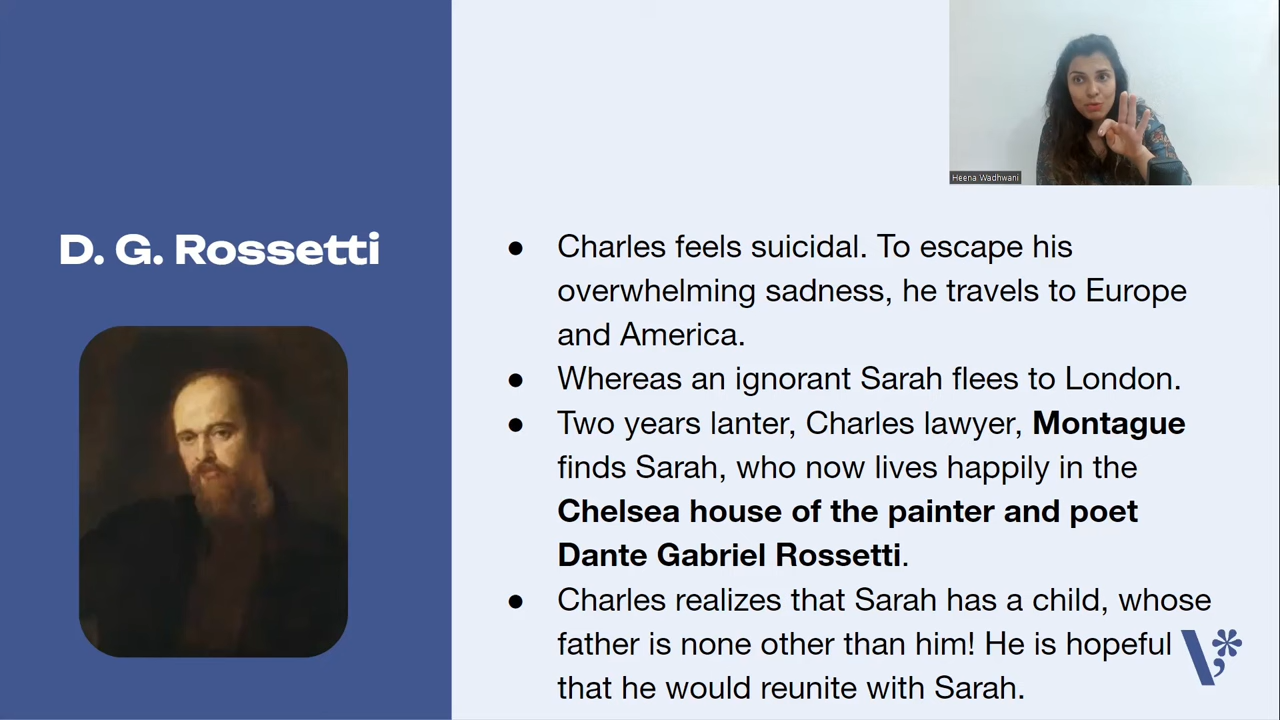 Heena Wadhwani
D. G. Rossetti
● Charles feels suicidal. To escape his
overwhelming sadness, he travels to Europe
and America.
● Whereas an ignorant Sarah flees to London.
● Two years lanter, Charles lawyer, Montague
finds Sarah, who now lives happily in the
Chelsea house of the painter and poet
Dante Gabriel Rossetti.
● Charles realizes that Sarah has a child, whose
father is none other than him! He is hopeful
that he would reunite with Sarah.